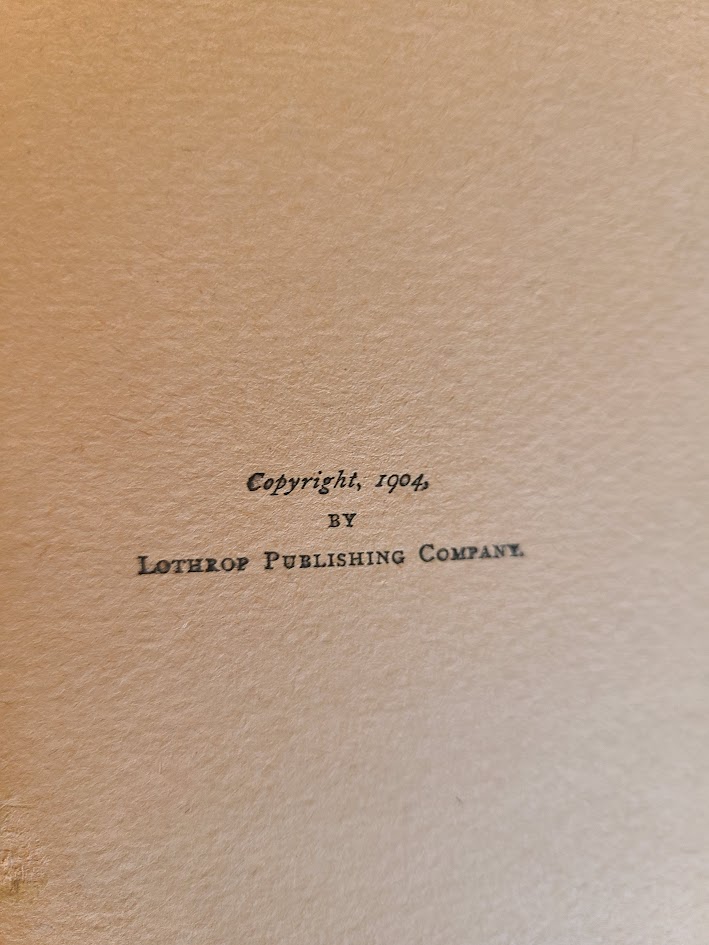 Copyright, 1904,
BY
LOTHROP PUBLISHING COMPANY.